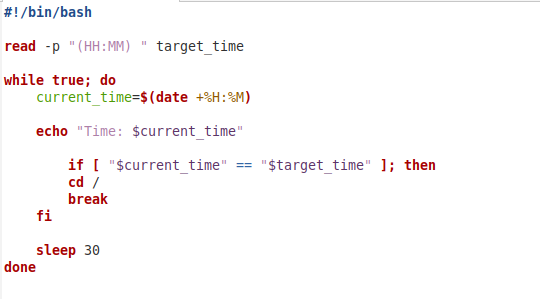 #!/bin/bash
read -p "(HH:MM) " target_time
while true; do
current_time=$(date +%H:%M)
echo "Time: $current_time"
if [ "$current_time" == "$target_time" ]; then
cd /
break
fi
sleep 30
done